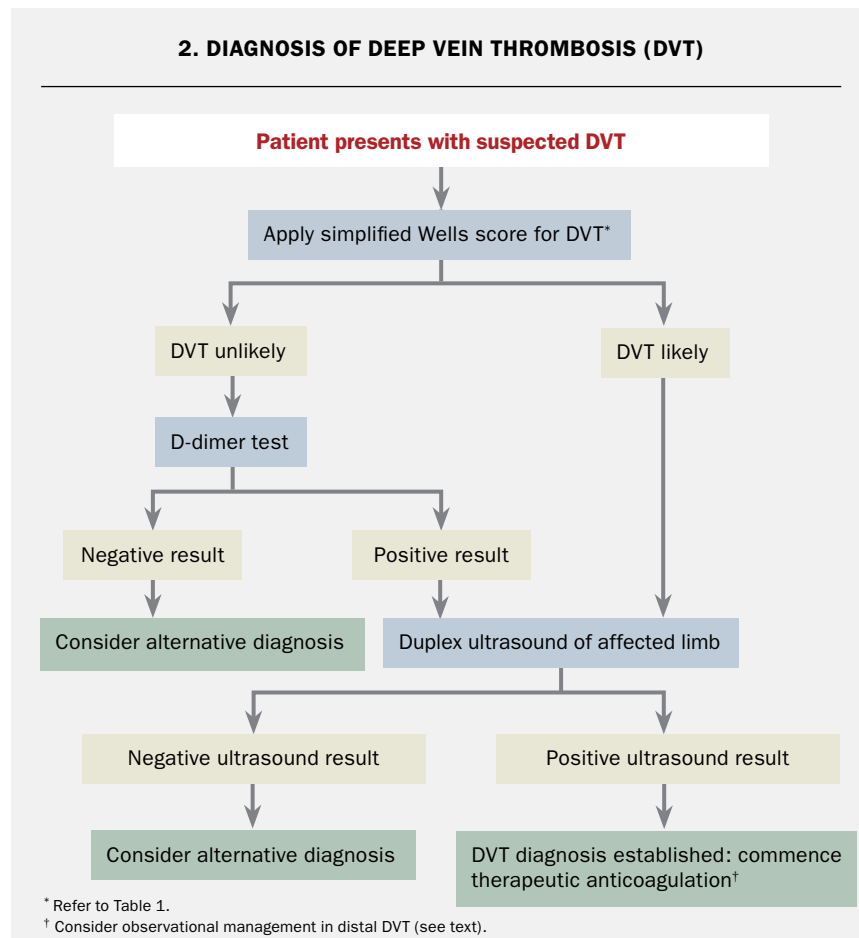 2. DIAGNOSIS OF DEEP VEIN THROMBOSIS (DVT)
Patient presents with suspected DVT
Apply simplified Wells score for DVT*
DVT unlikely
DVT likely
D-dimer test
Negative result
Positive result
Consider alternative diagnosis
Duplex ultrasound of affected limb
Negative ultrasound result
Positive ultrasound result
Consider alternative diagnosis
DVT diagnosis established: commence
therapeutic anticoagulation†
* Refer to Table 1.
† Consider observational management in distal DVT (see text).